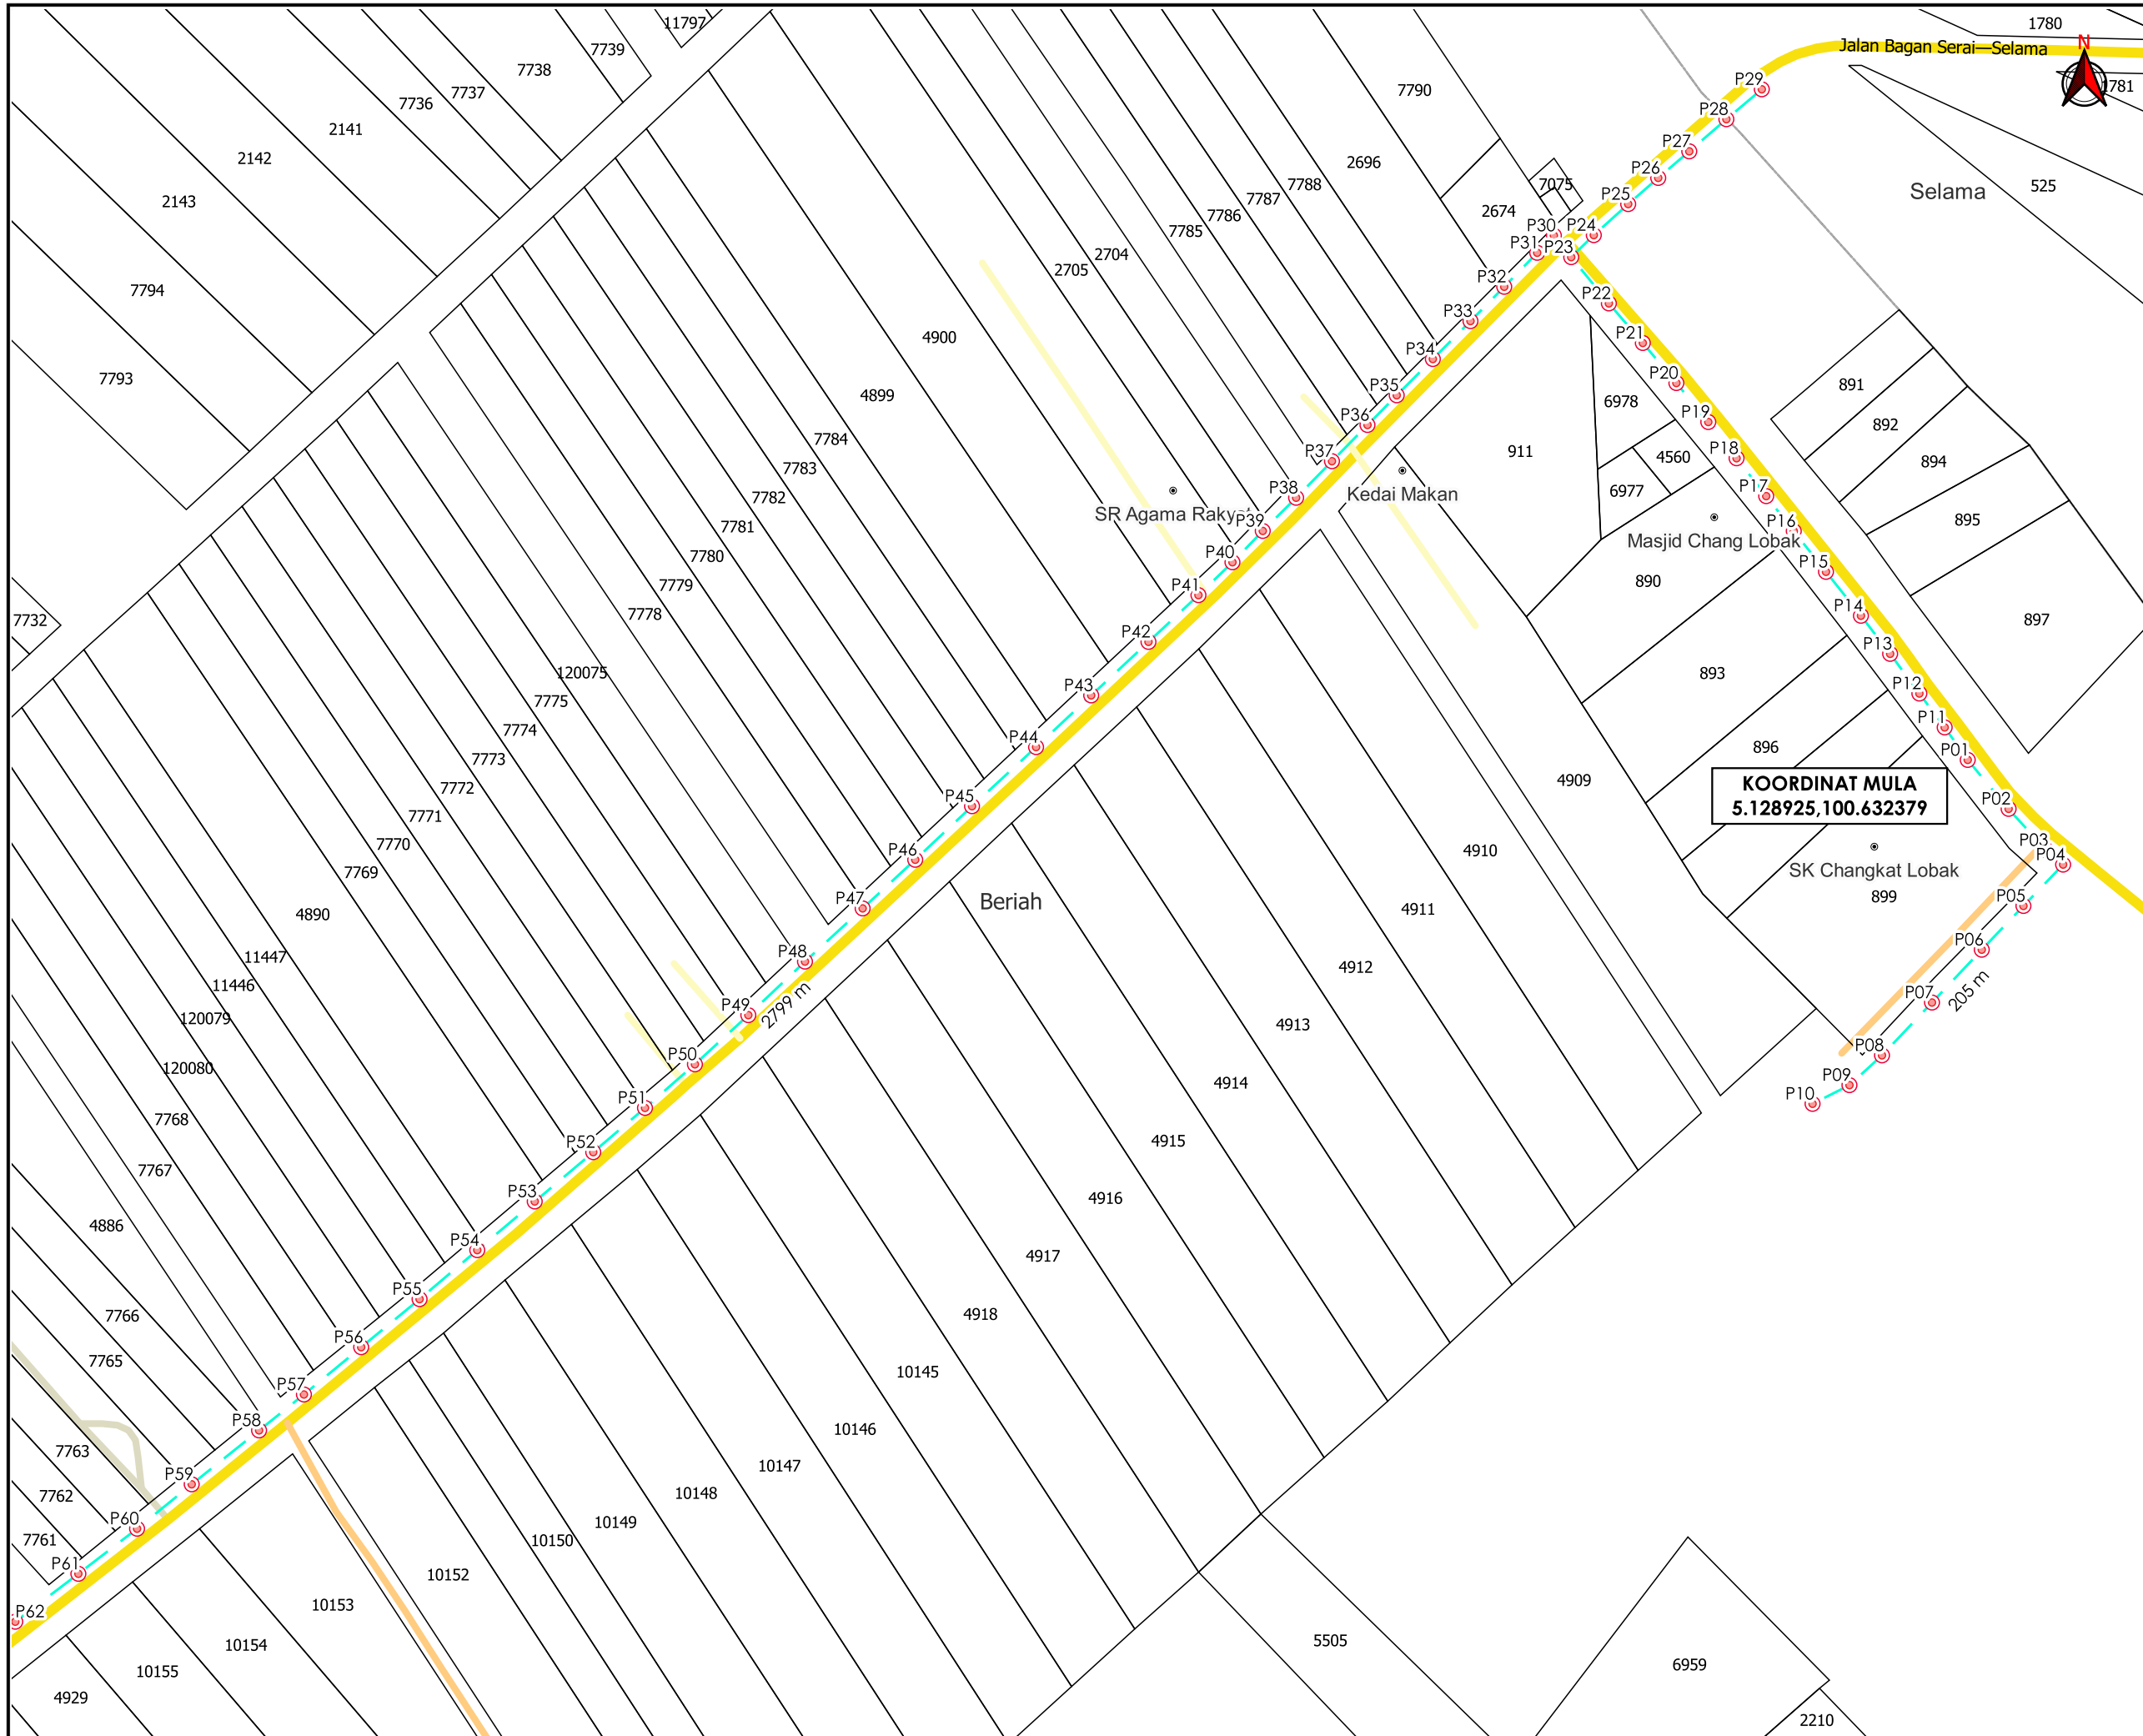 11797
7739
7738
7737
7736
2141
2142
2143
7794
7793
7732
7790
2696
7788
7787
7786
7785
2704
2705
4900
4899
7784
7783
7782
7781
7780
7779
7778
120075
7775
7774
7773
7772
7771
7770
7769
4890
11447
11446
120079
120080
7768
7767
4886
7766
7765
7763
7762
7761
7075
2674
1780
Jalan Bagan Serai—Selama
N
1781
525
Selama
P29
P28
P27
P26
P25
P24
P30
P23
P31
P32
P33
P34
P35
P36
P37
P38
P39
P40
P41
P42
P43
P44
P45
P46
P47
P48
P49
P50
P51
P52
P53
P54
P55
P56
P57
P58
P59
P60
P61
P62
2799 m
P22
P21
P20
P19
P18
P17
P16
P15
P14
P13
P12
P11
P01
P02
P03
P04
P05
P06
P07
P08
P09
P10
205 m
891
892
894
895
897
6978
4560
6977
911
890
893
896
899
Kedai Makan
SR Agama Rakyat
Masjid Chang Lobak
KOORDINAT MULA
5.128925,100.632379
SK Changkat Lobak
Beriah
4909
4910
4911
4912
4913
4914
4915
4916
4917
4918
10145
10146
10147
10148
10149
10150
10152
10153
10154
10155
4929
5505
6959
2210